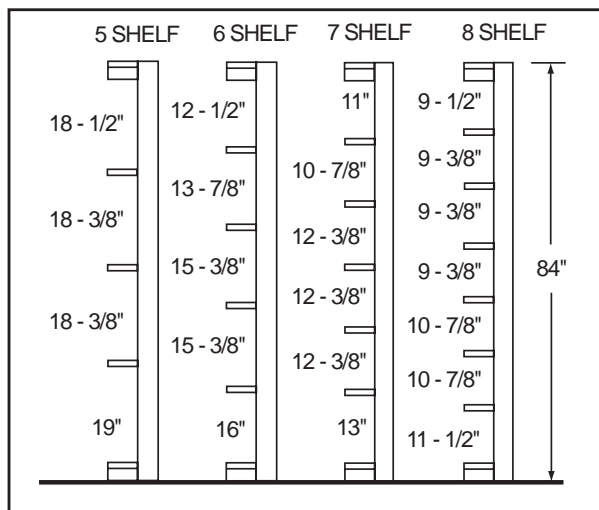 5 SHELF 6 SHELF 7 SHELF 8 SHELF
18 - 1/2" 12 - 1/2" 11" 9 - 1/2"
13 - 7/8" 10 - 7/8" 9 - 3/8"
18 - 3/8" 12 - 3/8" 9 - 3/8"
15 - 3/8" 9 - 3/8" 84"
18 - 3/8" 15 - 3/8" 12 - 3/8" 10 - 7/8"
12 - 3/8" 10 - 7/8"
19" 16" 13" 11 - 1/2"